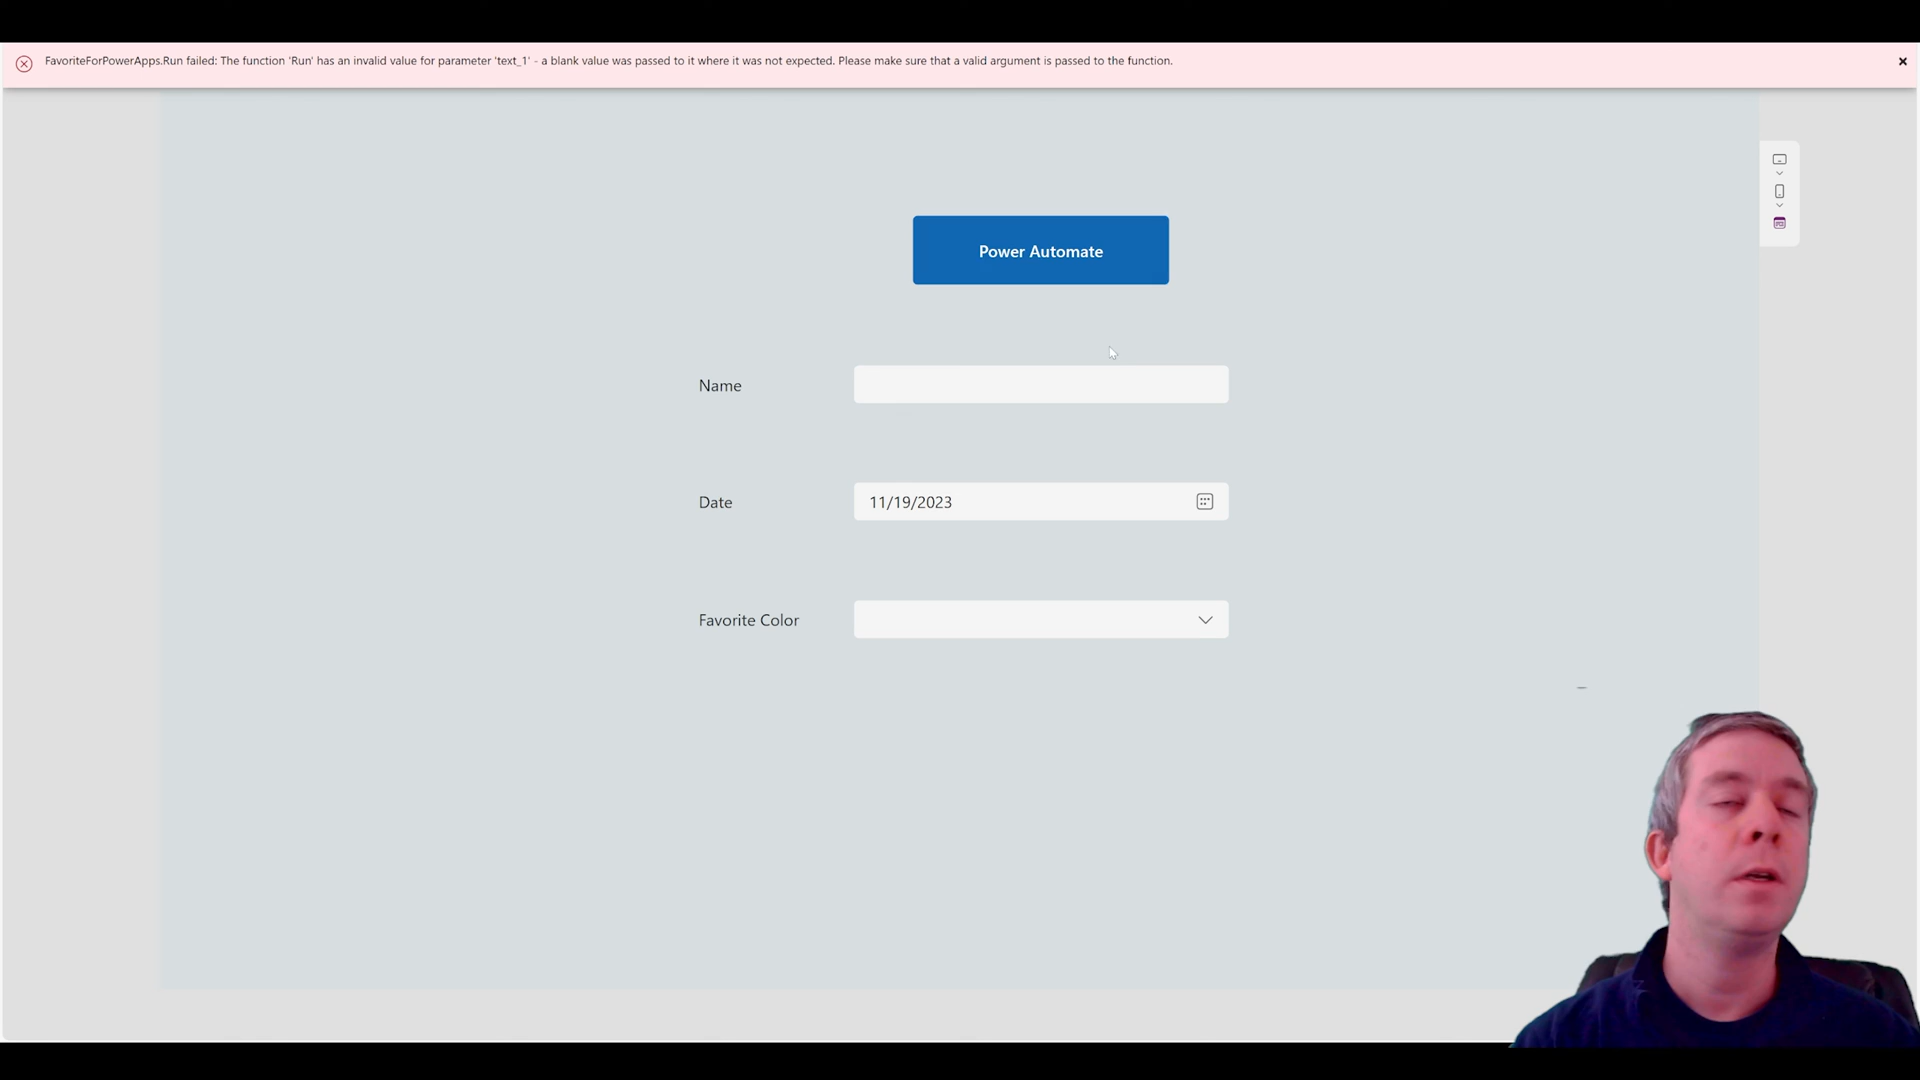 FavoriteForPowerApps.Run failed: The function 'Run' has an invalid value for parameter 'text_1' - a blank value was passed to it where it was not expected. Please make sure that a valid argument is passed to the function.
Power Automate
Name
Date
11/19/2023
Favorite Color